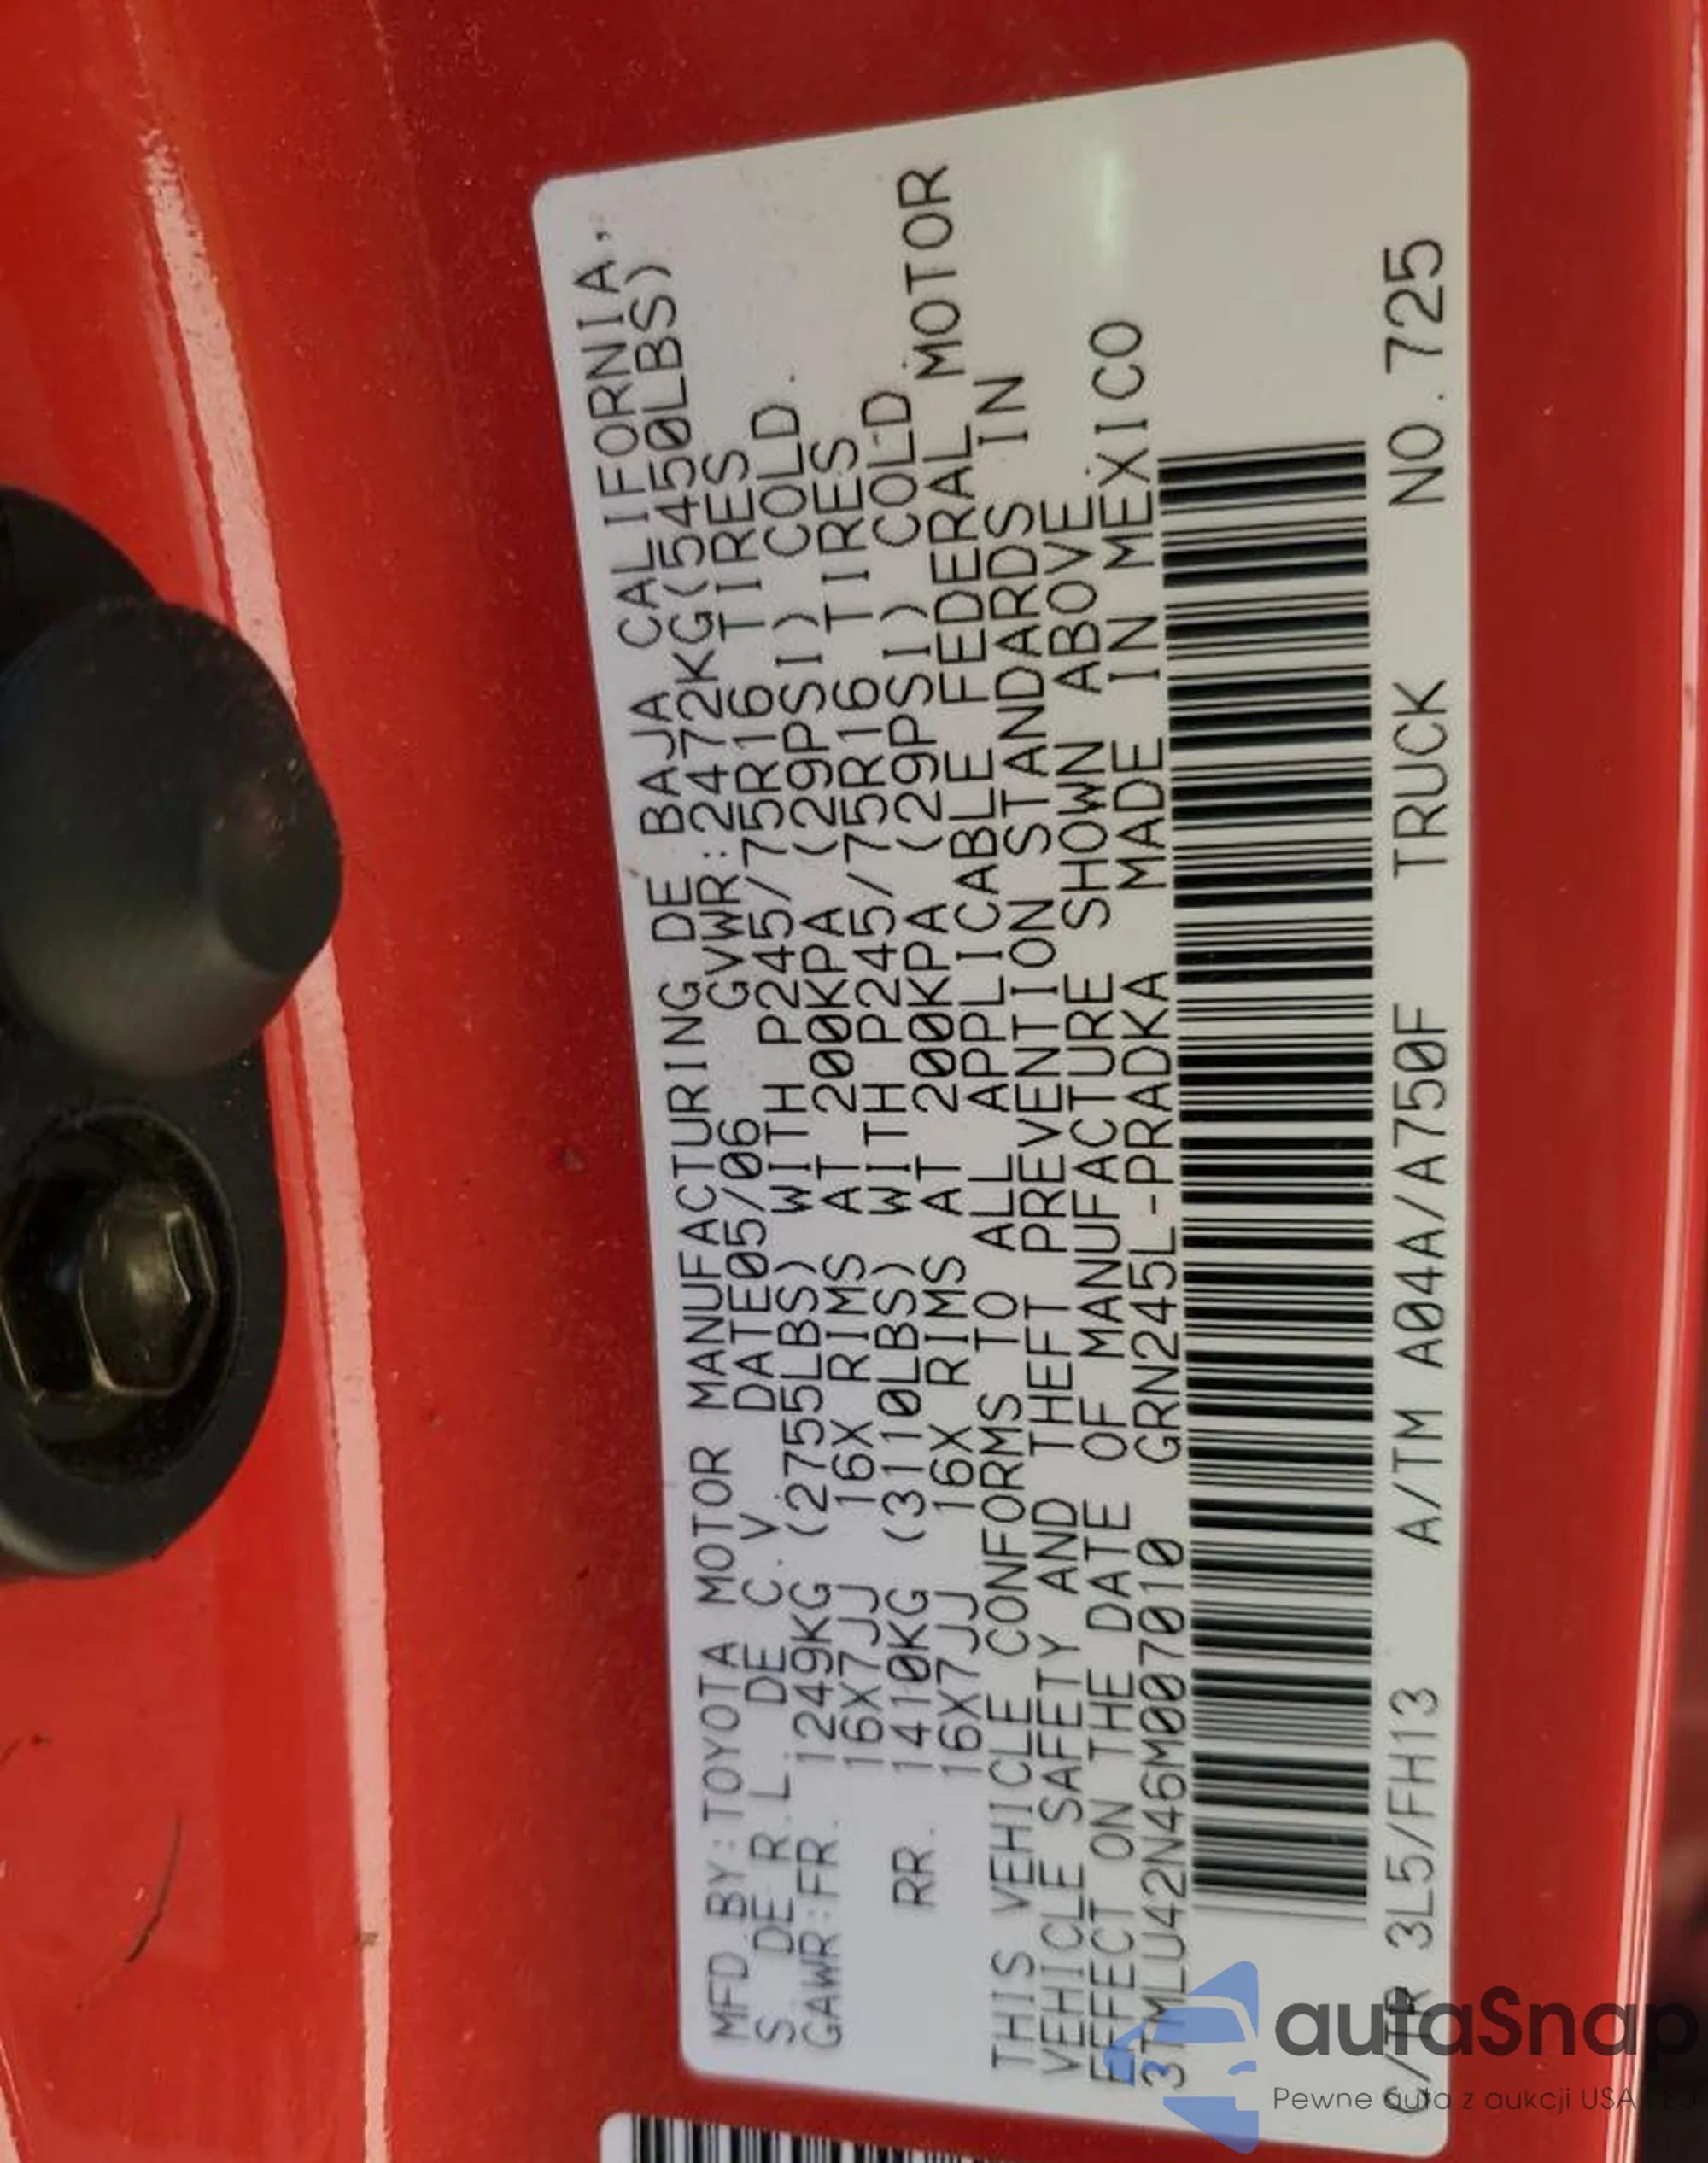 MFD.BY:TOYOTA MOTOR MANUFACTURING DE BAJA CALIFORNIA,
S DE R.L. DE C.V. DATE05/06 GVWR:2472KG(5450LBS)
GAWR:FR. 1249KG (2755LBS) WITH P245/75R16 TIRES
16X7JJ 16X RIMS AT 200KPA (29PSI) COLD.
RR. 1410KG (3110LBS) WITH P245/75R16 TIRES
16X7JJ 16X RIMS AT 200KPA (29PSI) COLD.
THIS VEHICLE CONFORMS TO ALL APPLICABLE FEDERAL MOTOR
VEHICLE SAFETY AND THEFT PREVENTION STANDARDS IN
EFFECT ON THE DATE OF MANUFACTURE SHOWN ABOVE
3TMLU42N46M007010 GRN245L-PRADKA MADE IN MEXICO
C/TR 3L5/FH13 A/TM A04A/A750F TRUCK NO.725
autaSnap
Pewne auta z aukcji USA